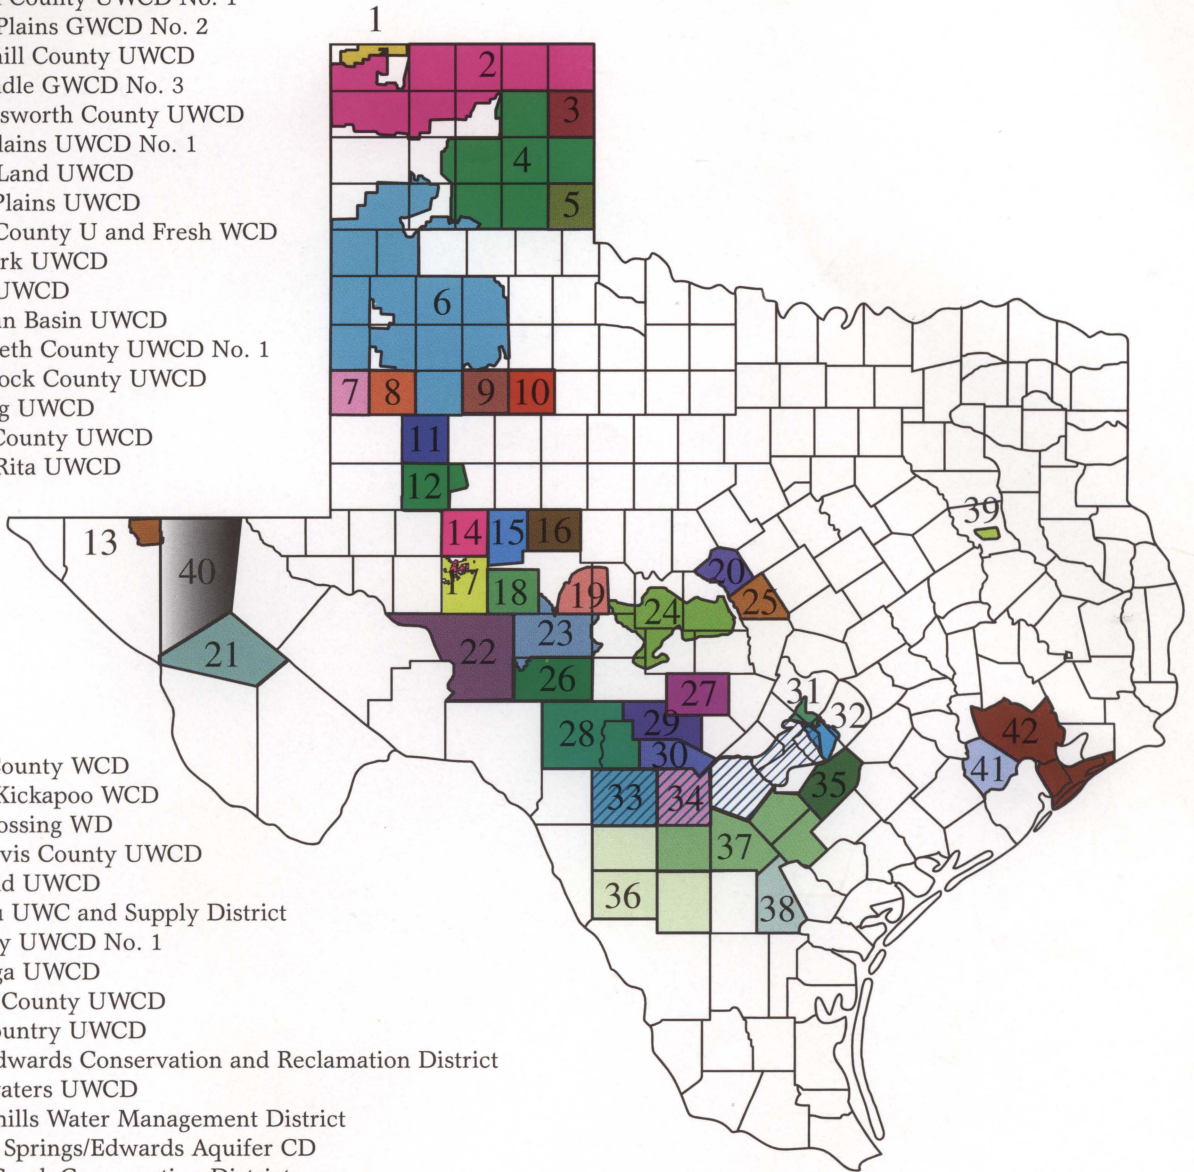 County UWCD No. 1
Plains GWCD No. 2
ill County UWCD
dle GWCD No. 3
sworth County UWCD
lains UWCD No. 1
Land UWCD
Plains UWCD
County U and Fresh WCD
rk UWCD
UWCD
n Basin UWCD
eth County UWCD No. 1
ock County UWCD
g UWCD
County UWCD
Rita UWCD
1
2
3
4
5
6
7 8 9 10
11
12
13
14 15 16
39
40
17 18 19
20
25
24
21
22
23
26
27
31
32
28
29
30
42
41
33 34
35
37
36
38
ounty WCD
Kickapoo WCD
ossing WD
vis County UWCD
d UWCD
u UWC and Supply District
y UWCD No. 1
ga UWCD
County UWCD
ountry UWCD
dwards Conservation and Reclamation District
aters UWCD
hills Water Management District
Springs/Edwards Aquifer CD